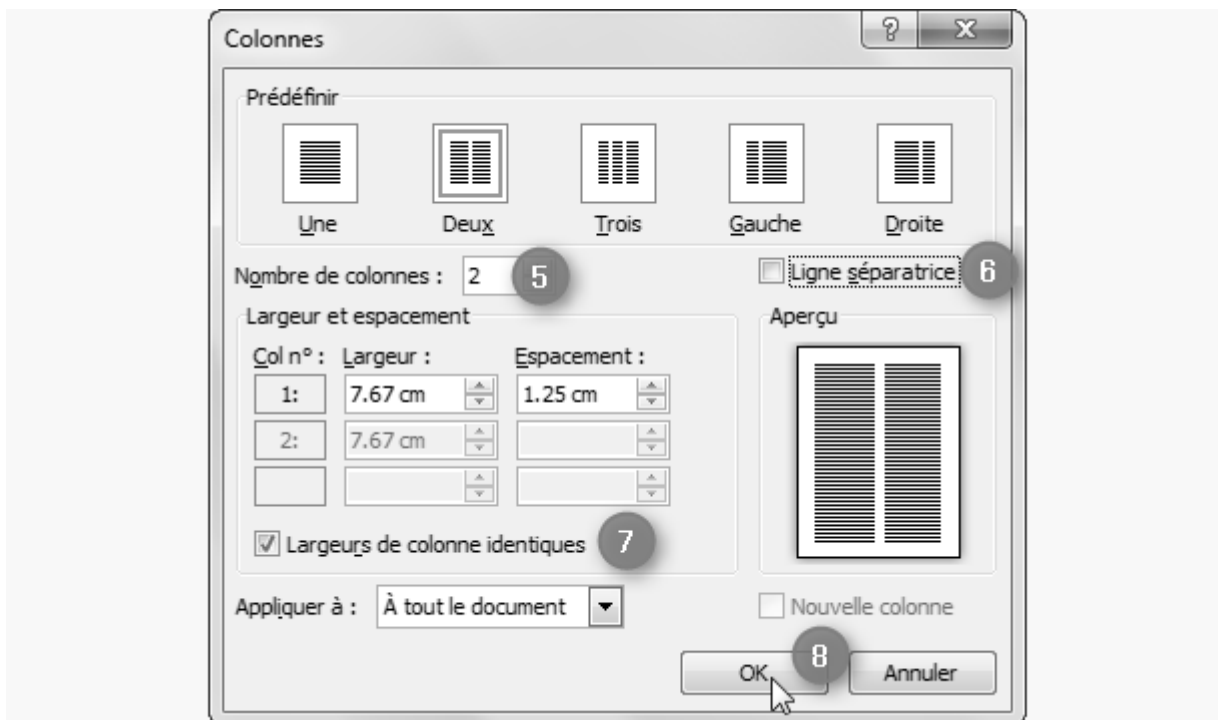 Colonnes
Prédéfinir
Une Deux Trois Gauche Droite
Nombre de colonnes : 2 5 Ligne séparatrice 6
Largeur et espacement Aperçu
Col n° : Largeur : Espacement :
1: 7.67 cm 1.25 cm
2: 7.67 cm
Largeurs de colonne identiques 7
Appliquer à : À tout le document Nouvelle colonne
OK 8 Annuler